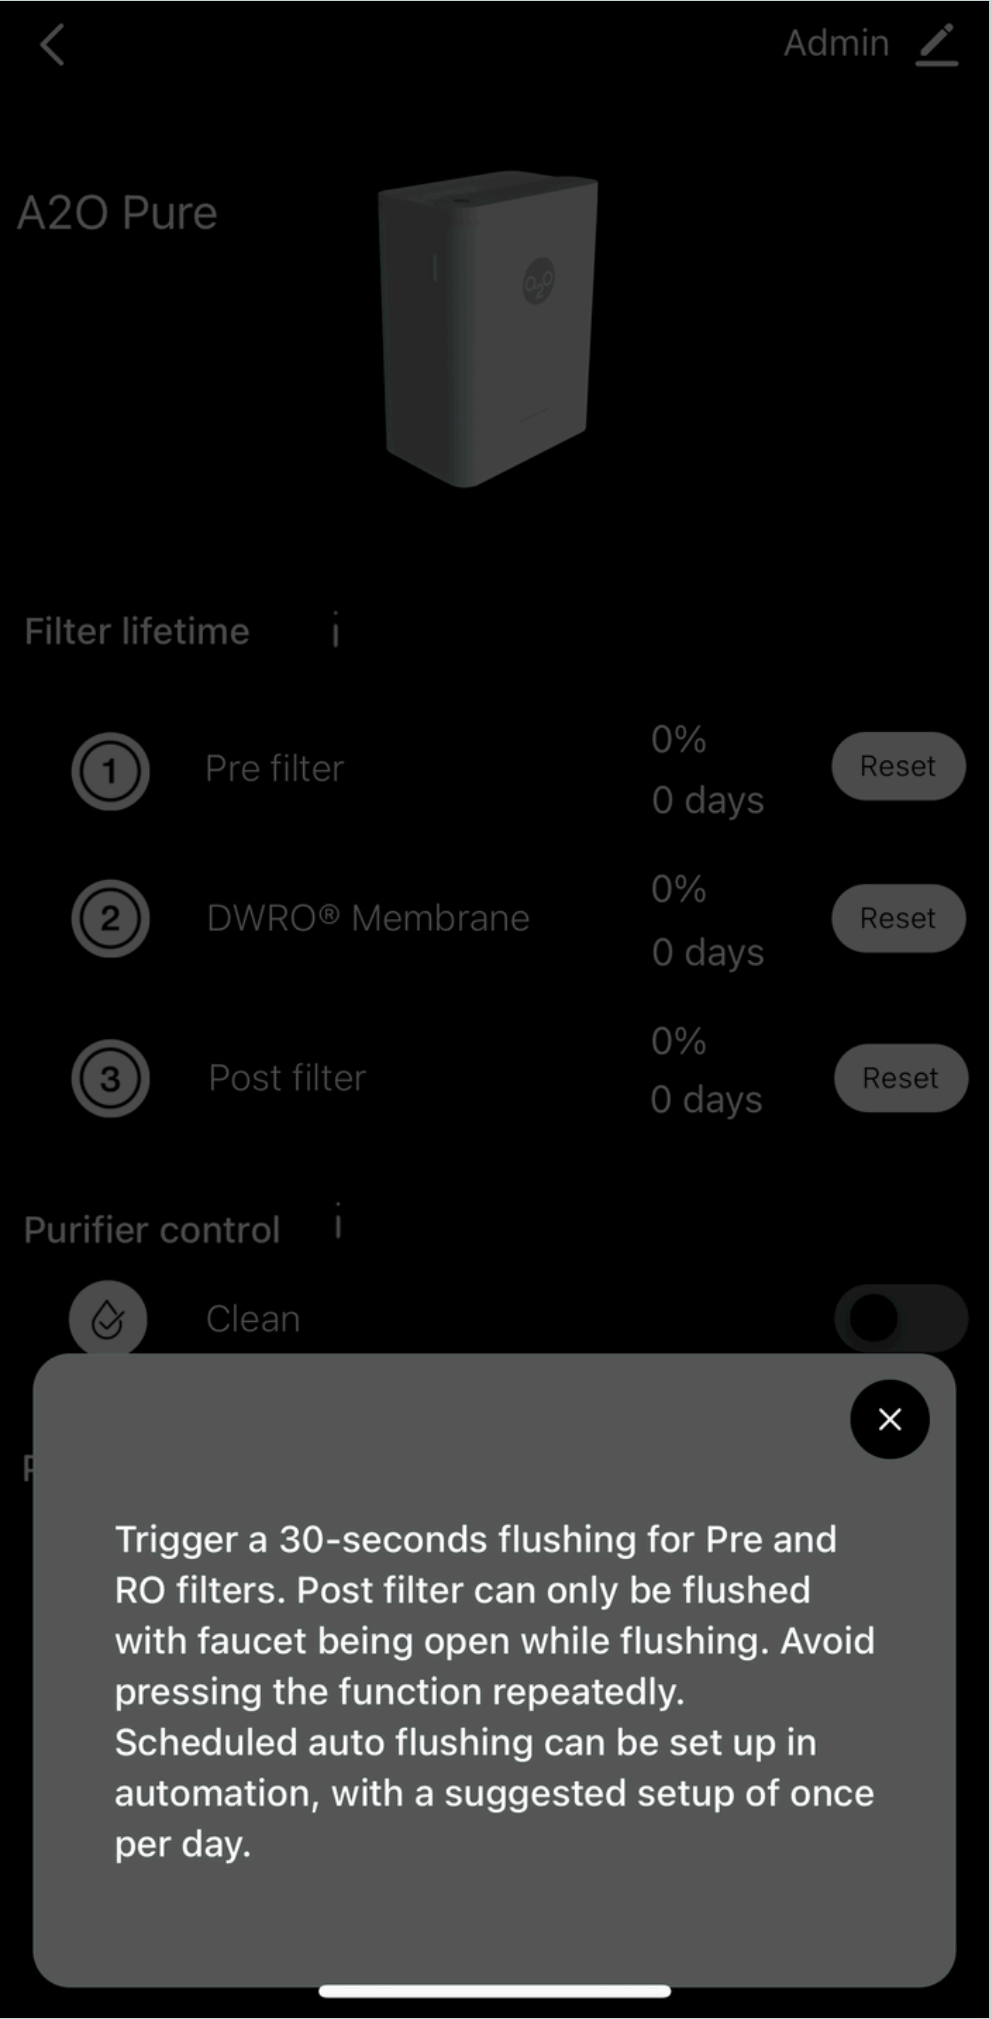 Admin
A2O Pure
a2o
Filter lifetime i
1 Pre filter 0% 0 days Reset
2 DWRO® Membrane 0% 0 days Reset
3 Post filter 0% 0 days Reset
Purifier control i
Clean
Trigger a 30-seconds flushing for Pre and
RO filters. Post filter can only be flushed
with faucet being open while flushing. Avoid
pressing the function repeatedly.
Scheduled auto flushing can be set up in
automation, with a suggested setup of once
per day.